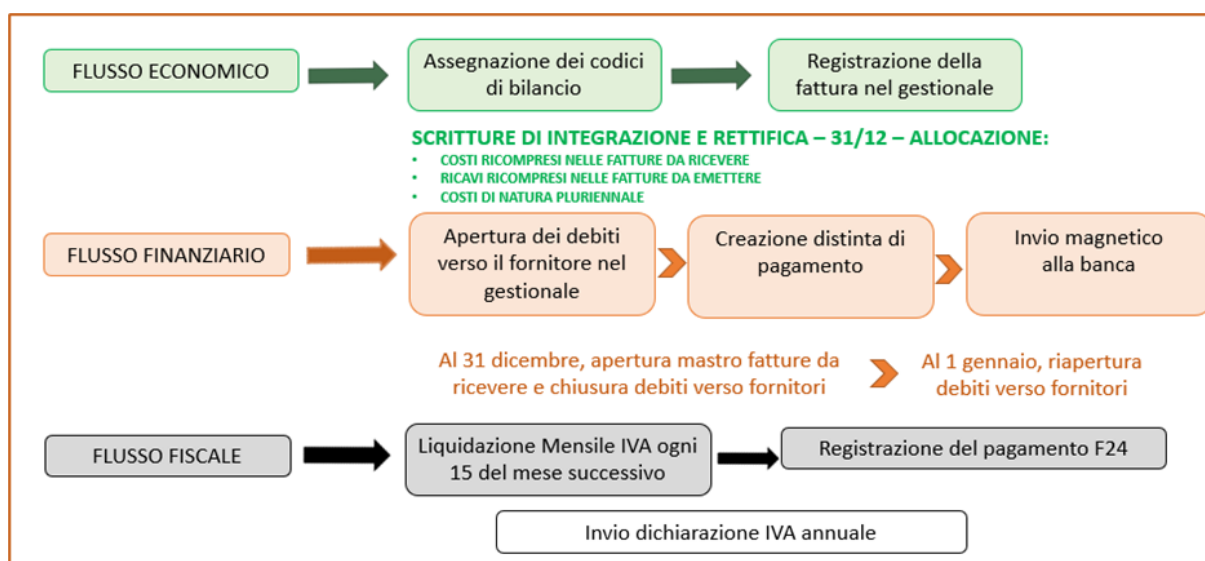 FLUSSO ECONOMICO
Assegnazione dei codici
di bilancio
Registrazione della
fattura nel gestionale
SCRITTURE DI INTEGRAZIONE E RETTIFICA – 31/12 – ALLOCAZIONE:
• COSTI RICOMPRESI NELLE FATTURE DA RICEVERE
• RICAVI RICOMPRESI NELLE FATTURE DA EMETTERE
• COSTI DI NATURA PLURIENNALE
FLUSSO FINANZIARIO
Apertura dei debiti
verso il fornitore nel
gestionale
Creazione distinta di
pagamento
Invio magnetico
alla banca
Al 31 dicembre, apertura mastro fatture da
ricevere e chiusura debiti verso fornitori
Al 1 gennaio, riapertura
debiti verso fornitori
FLUSSO FISCALE
Liquidazione Mensile IVA ogni
15 del mese successivo
Registrazione del pagamento F24
Invio dichiarazione IVA annuale